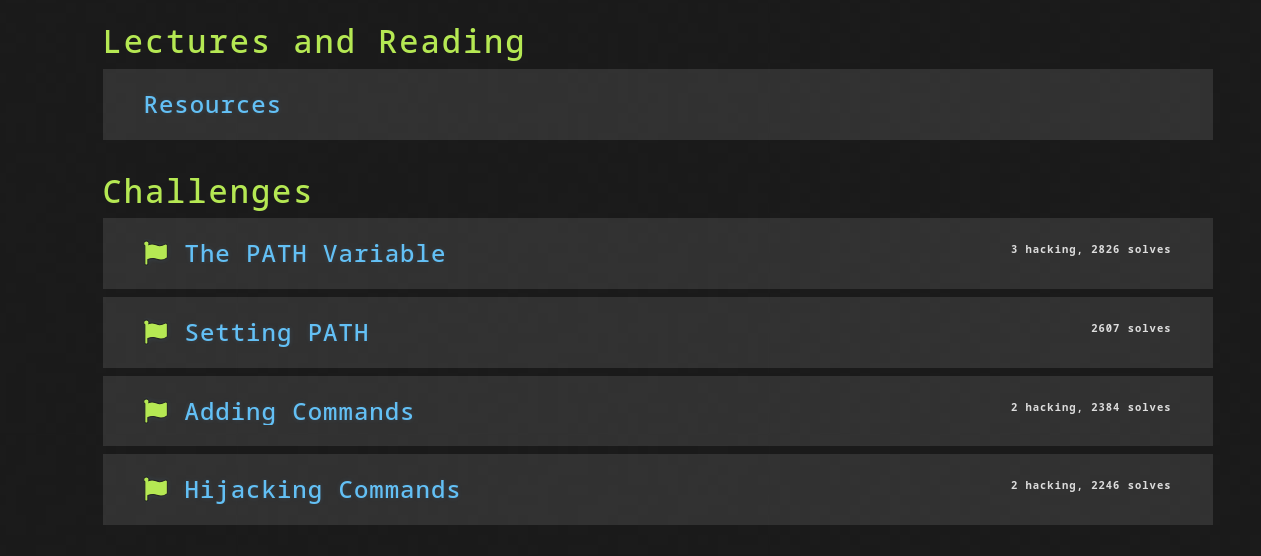 Lectures and Reading
Resources
Challenges
The PATH Variable 3 hacking, 2826 solves
Setting PATH 2607 solves
Adding Commands 2 hacking, 2384 solves
Hijacking Commands 2 hacking, 2246 solves